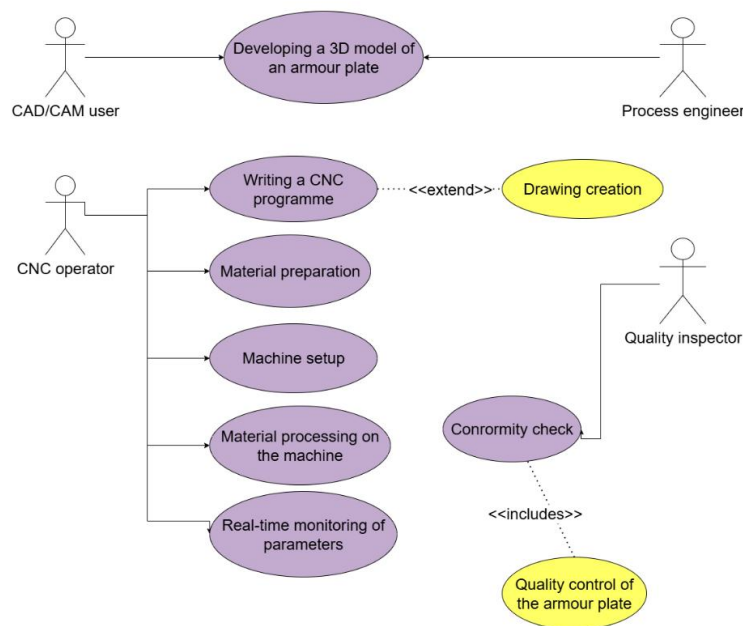 Developing a 3D model of
an armour plate
CAD/CAM user
Process engineer
Writing a CNC
programme
<<extend>>
Drawing creation
CNC operator
Material preparation
Quality inspector
Machine setup
Conrormity check
Material processing on
the machine
<<includes>>
Real-time monitoring of
parameters
Quality control of
the armour plate